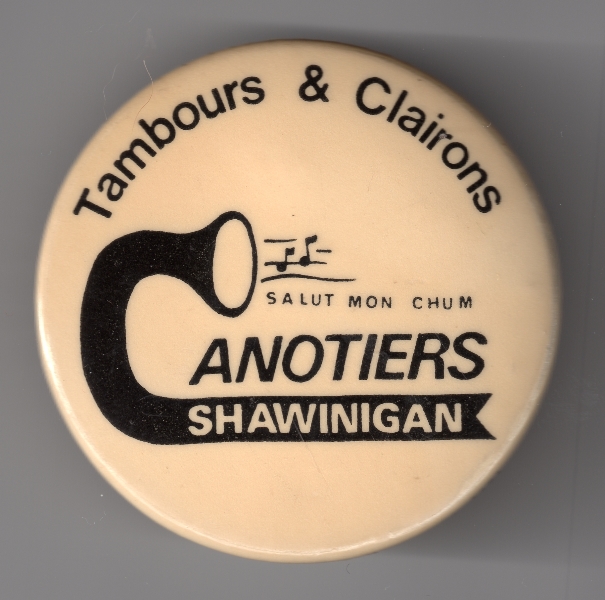 Tambours & Clairons
SALUT MON CHUM
CANOTIERS
SHAWINIGAN